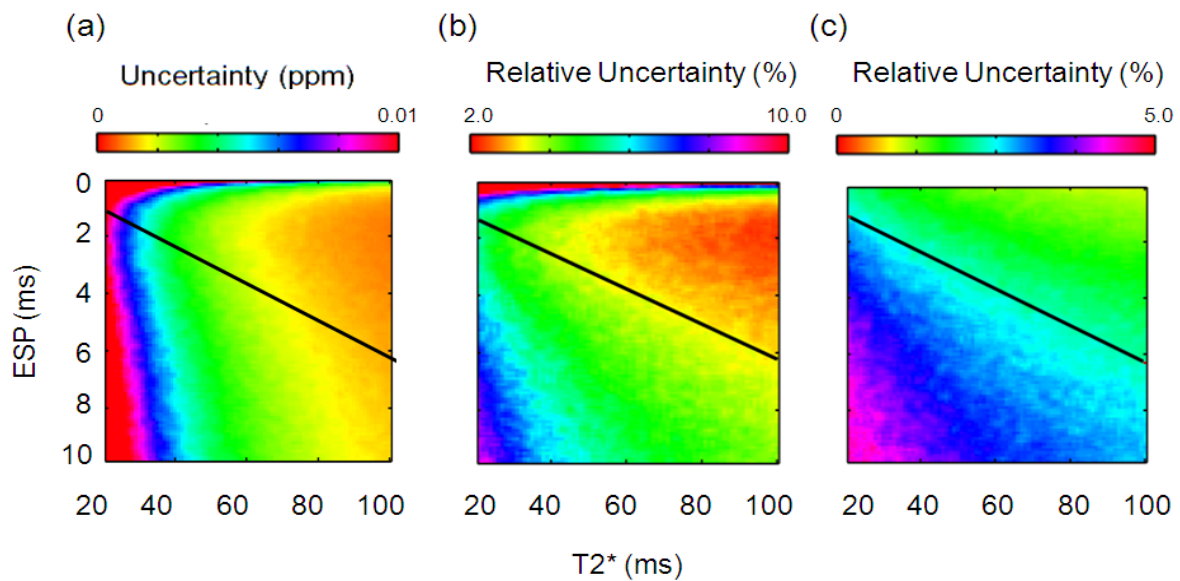 (a) (b) (c)
Uncertainty (ppm) Relative Uncertainty (%) Relative Uncertainty (%)
0 0.01 2.0 10.0 0 5.0
0
2
4
6
8
10
ESP (ms)
20 40 60 80 100 20 40 60 80 100 20 40 60 80 100
T2* (ms)